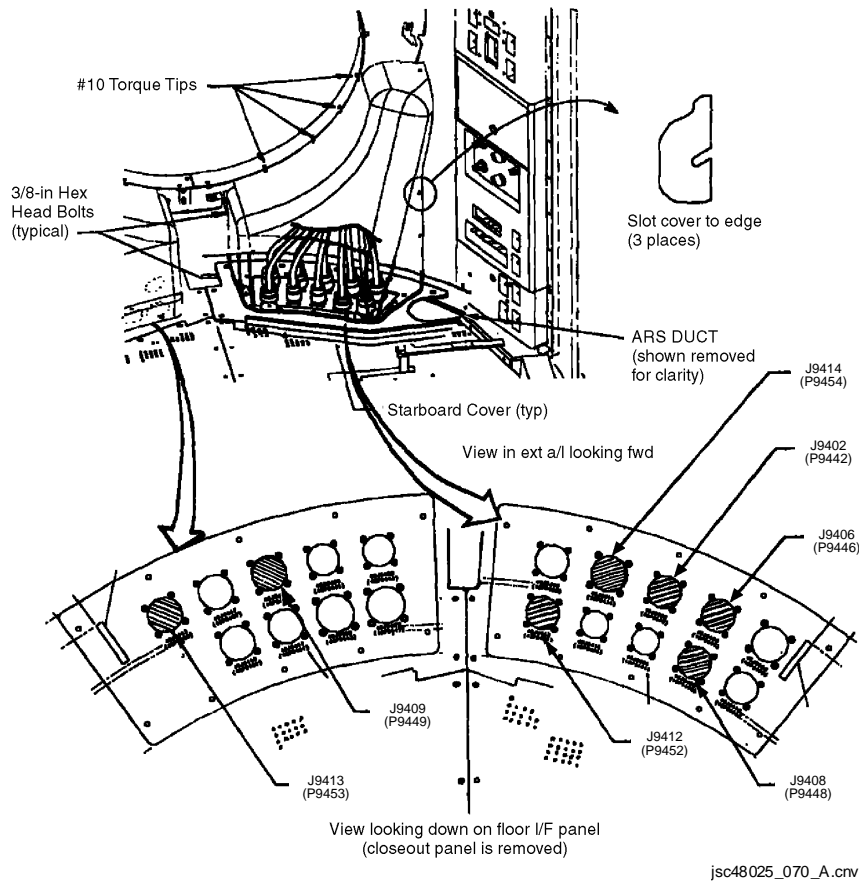 #10 Torque Tips
3/8-in Hex
Head Bolts
(typical)
Slot cover to edge
(3 places)
ARS DUCT
(shown removed
for clarity)
Starboard Cover (typ)
View in ext a/l looking fwd
J9414
(P9454)
J9402
(P9442)
J9406
(P9446)
J9409
(P9449)
J9412
(P9452)
J9413
(P9453)
J9408
(P9448)
View looking down on floor I/F panel
(closeout panel is removed)
jsc48025_070_A.cnv